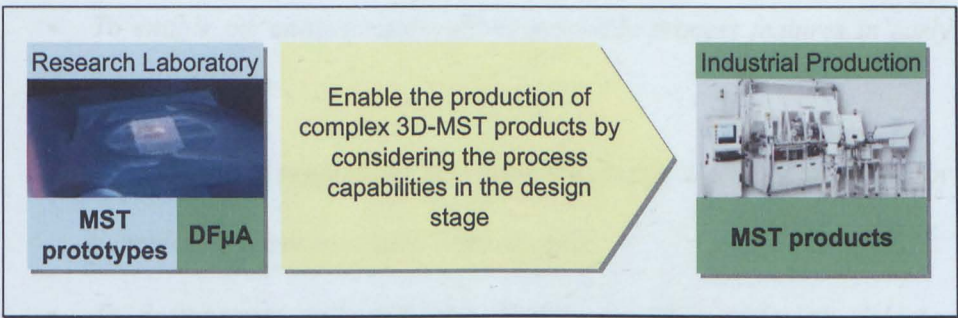 Research Laboratory
MST
prototypes
DFµA
Enable the production of
complex 3D-MST products by
considering the process
capabilities in the design
stage
Industrial Production
MST products